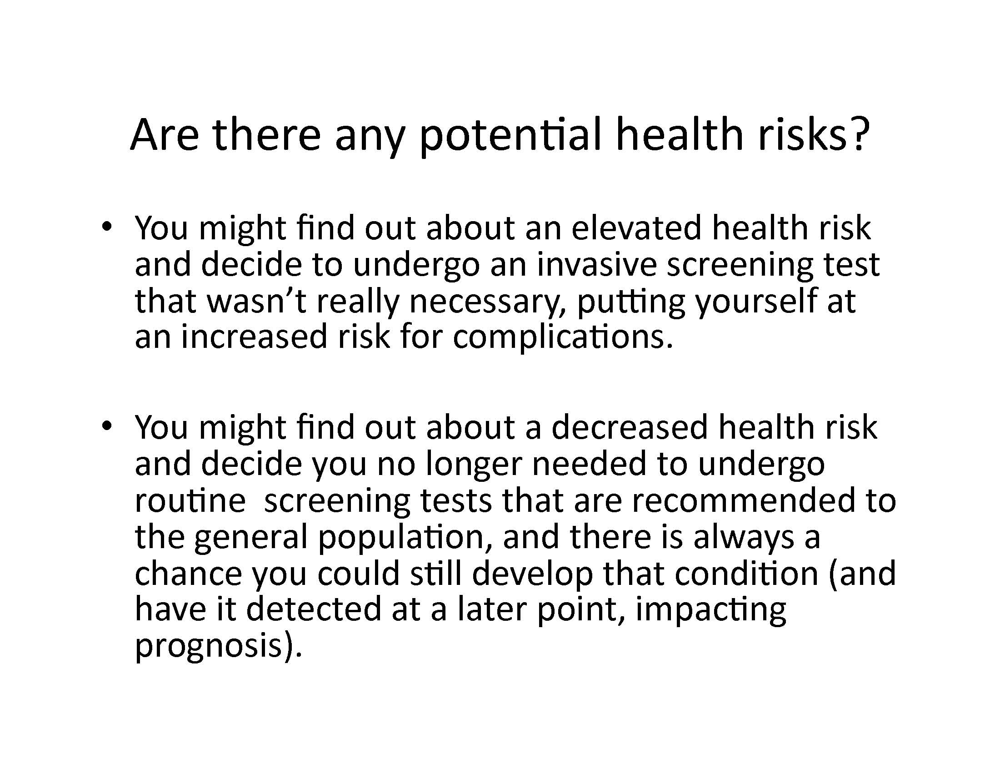 Are there any potential health risks?
• You might find out about an elevated health risk
and decide to undergo an invasive screening test
that wasn’t really necessary, putting yourself at
an increased risk for complications.
• You might find out about a decreased health risk
and decide you no longer needed to undergo
routine  screening tests that are recommended to
the general population, and there is always a
chance you could still develop that condition (and
have it detected at a later point, impacting
prognosis).